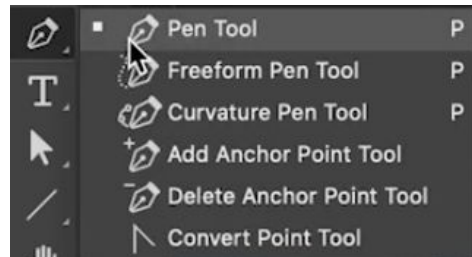 Pen Tool P
Freeform Pen Tool P
Curvature Pen Tool P
Add Anchor Point Tool
Delete Anchor Point Tool
Convert Point Tool